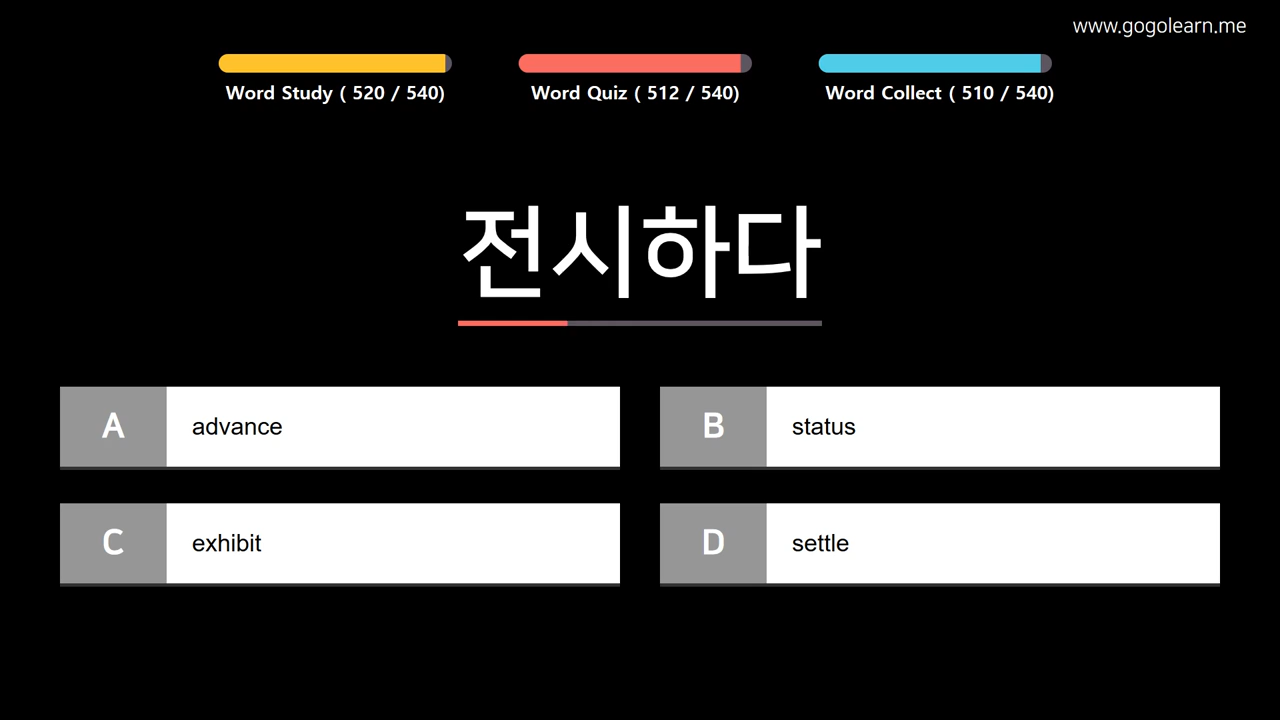 www.gogolearn.me
Word Study ( 520 / 540)
Word Quiz ( 512 / 540)
Word Collect ( 510 / 540)
전시하다
A advance
B status
C exhibit
D settle